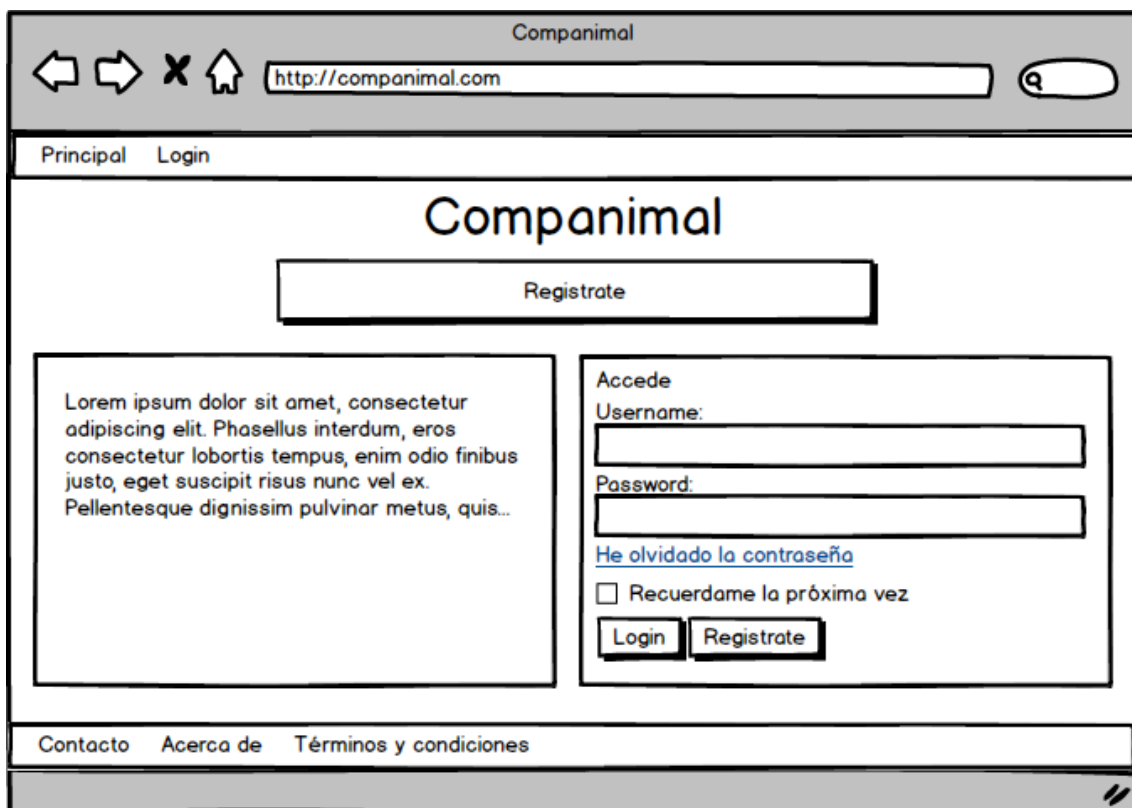 Companimal
http://companimal.com
Principal Login
Companimal
Registrate
Lorem ipsum dolor sit amet, consectetur
adipiscing elit. Phasellus interdum, eros
consectetur lobortis tempus, enim odio finibus
justo, eget suscipit risus nunc vel ex.
Pellentesque dignissim pulvinar metus, quis...
Accede
Username:
Password:
He olvidado la contraseña
Recuerdame la próxima vez
Login Registrate
Contacto Acerca de Términos y condiciones